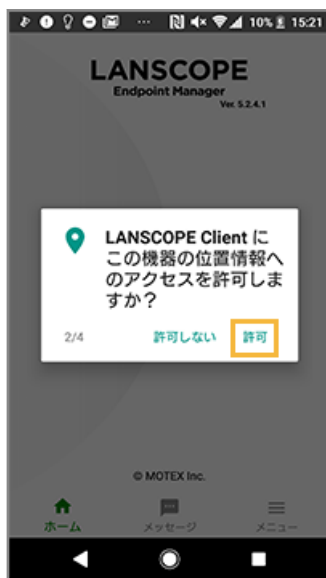 10% 15:21
LANSCOPE
Endpoint Manager
Ver. 5.2.4.1
LANSCOPE Client に
この機器の位置情報へ
のアクセスを許可しま
すか？
2/4 許可しない 許可
© MOTEX Inc.
ホーム メッセージ メニュー